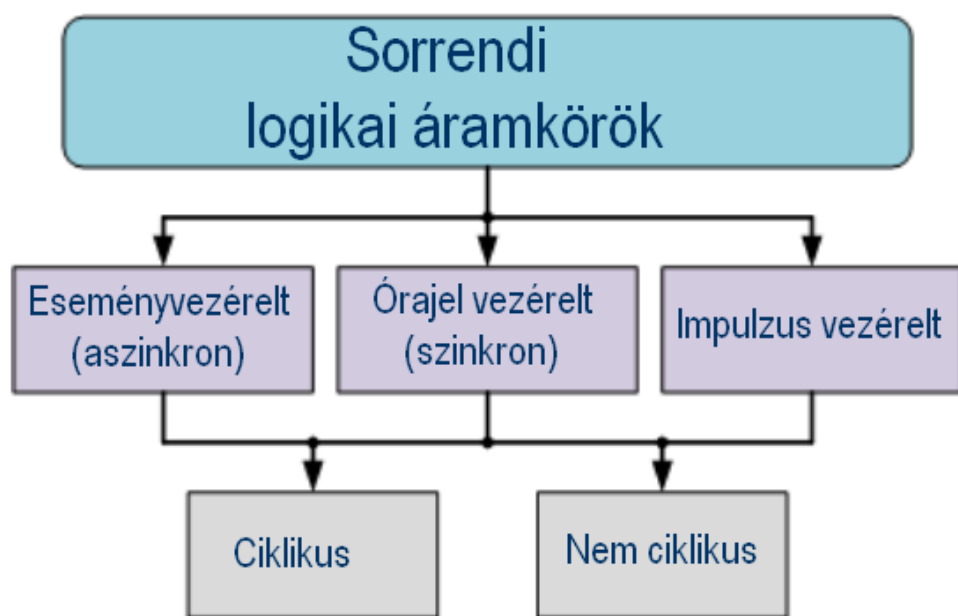 Sorrendi
logikai áramkörök
Eseményvezérelt
(aszinkron)
Órajel vezérelt
(szinkron)
Impulzus vezérelt
Ciklikus
Nem ciklikus